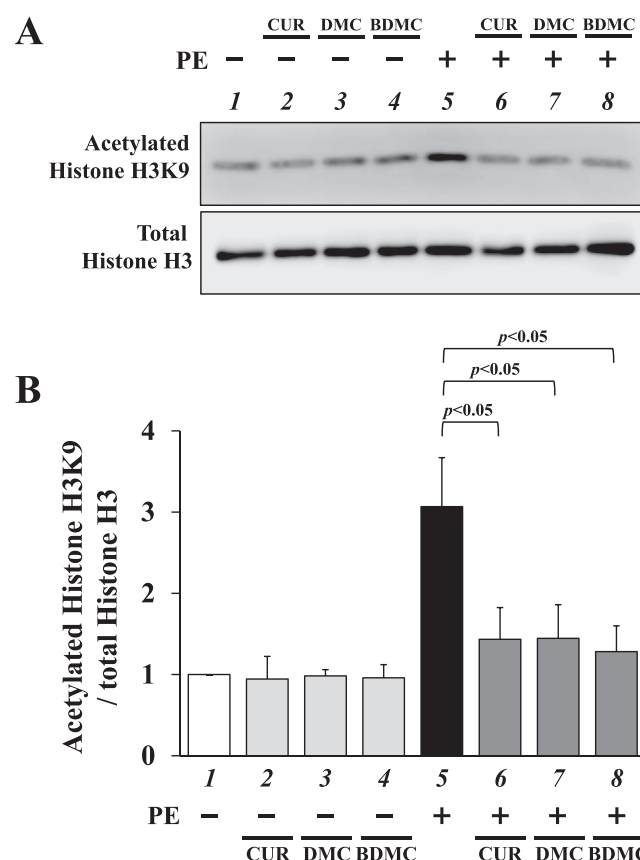 A
CUR DMC BDMC CUR DMC BDMC
PE − − − − + + + +
1 2 3 4 5 6 7 8
Acetylated
Histone H3K9
Total
Histone H3
B
p<0.05
p<0.05
p<0.05
Acetylated Histone H3K9
/ total Histone H3
4
3
2
1
0
1 2 3 4 5 6 7 8
PE − − − − + + + +
CUR DMC BDMC CUR DMC BDMC